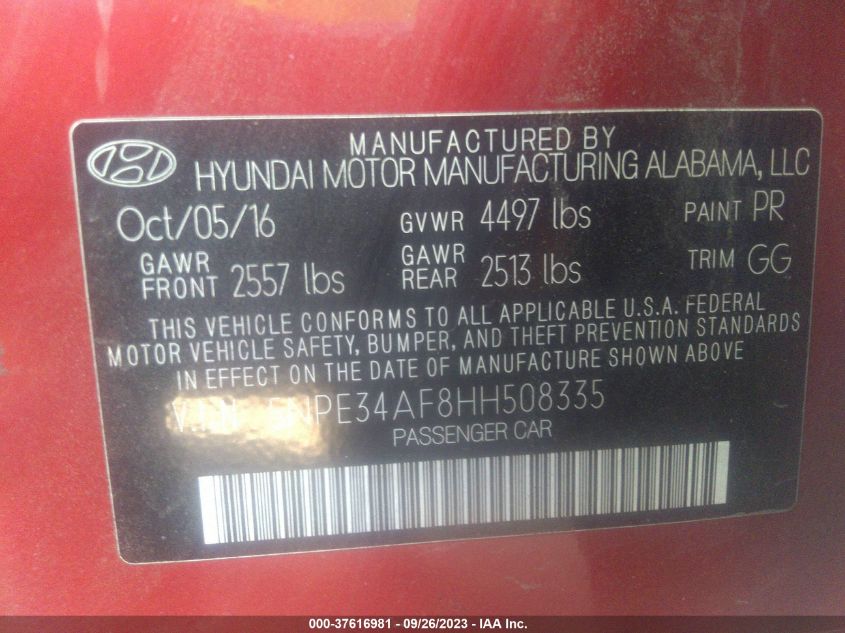 MANUFACTURED BY
HYUNDAI MOTOR MANUFACTURING ALABAMA, LLC
Oct/05/16 GVWR 4497 lbs PAINT PR
GAWR FRONT 2557 lbs GAWR REAR 2513 lbs TRIM GG
THIS VEHICLE CONFORMS TO ALL APPLICABLE U.S.A. FEDERAL
MOTOR VEHICLE SAFETY, BUMPER, AND THEFT PREVENTION STANDARDS
IN EFFECT ON THE DATE OF MANUFACTURE SHOWN ABOVE
V.I.N 5NPE34AF8HH508335
PASSENGER CAR
000-37616981 - 09/26/2023 - IAA Inc.